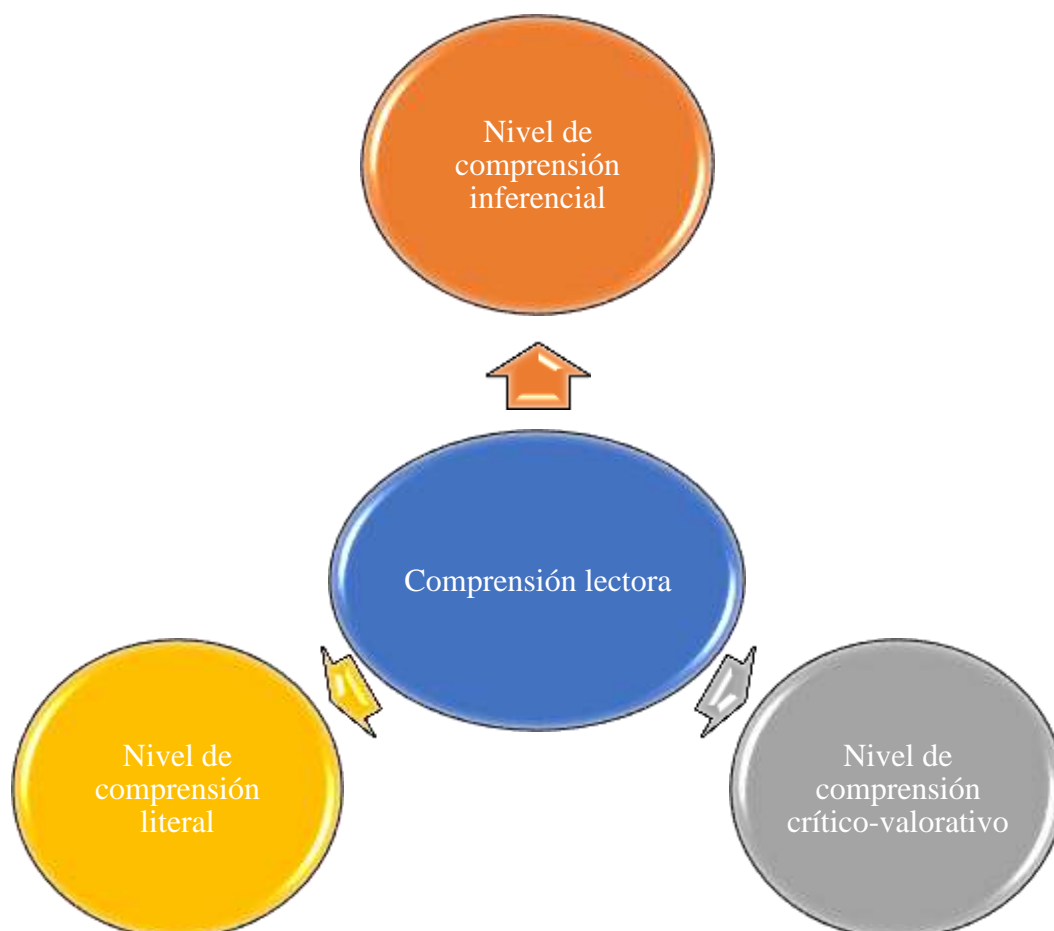 Nivel de
comprensión
inferencial
Comprensión lectora
Nivel de
comprensión
literal
Nivel de
comprensión
crítico-valorativo